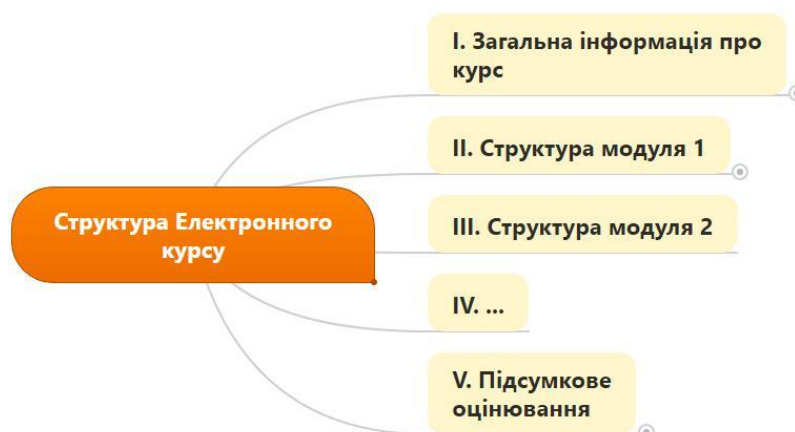 I. Загальна інформація про
курс
II. Структура модуля 1
Структура Електронного
курсу
III. Структура модуля 2
IV. ...
V. Підсумкове
оцінювання